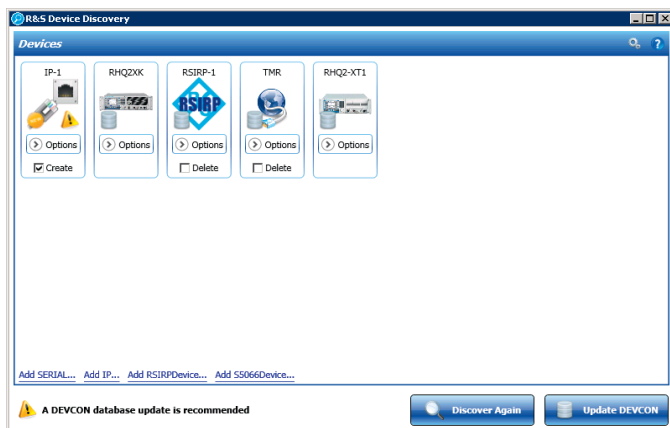 R&S Device Discovery
Devices
IP-1 RHQ2XK RSIRP-1 TMR RHQ2-XT1
RSIRP
Options Options Options Options Options
Create Delete Delete
Add SERIAL... Add IP... Add RSIRPDevice... Add S5066Device...
A DEVCON database update is recommended Discover Again Update DEVCON